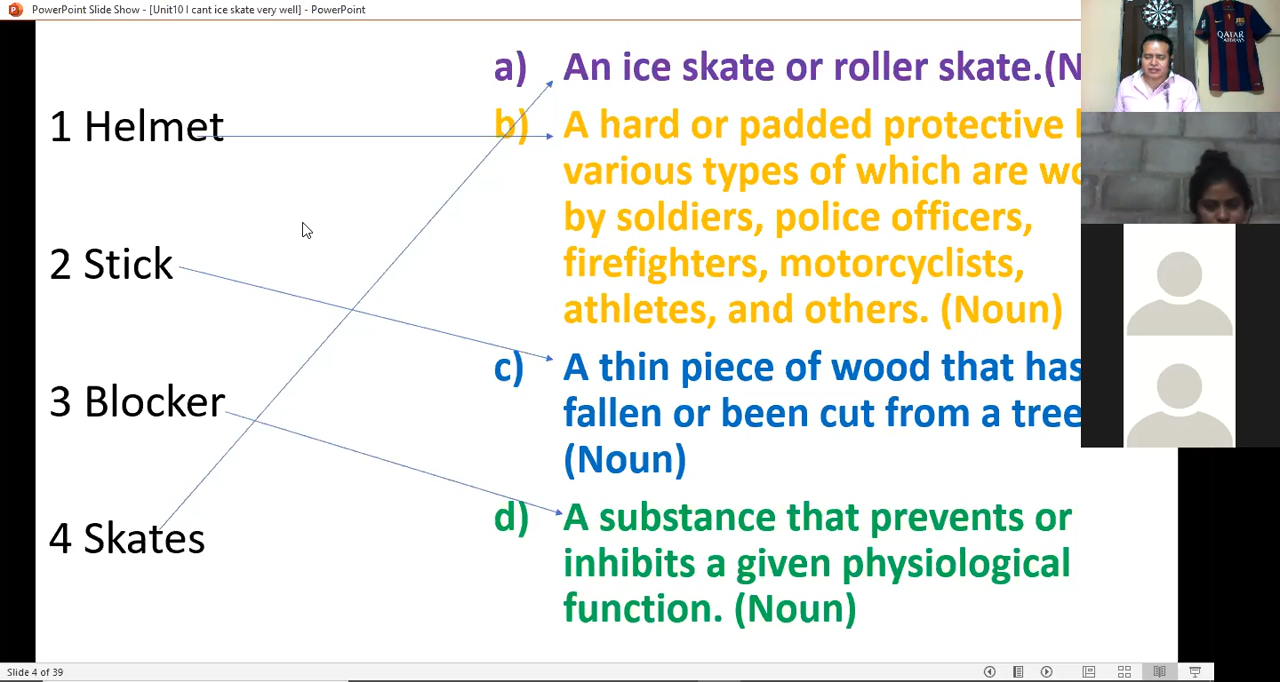 PowerPoint Slide Show - [Unit10 I cant ice skate very well] - PowerPoint
1 Helmet
2 Stick
3 Blocker
4 Skates
a) An ice skate or roller skate.(N
b) A hard or padded protective
various types of which are wo
by soldiers, police officers,
firefighters, motorcyclists,
athletes, and others. (Noun)
c) A thin piece of wood that has
fallen or been cut from a tree
(Noun)
d) A substance that prevents or
inhibits a given physiological
function. (Noun)
QATAR
AIRWAYS
Slide 4 of 39